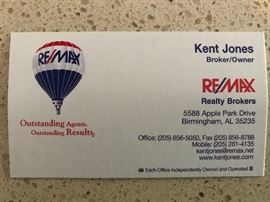 RE/MAX
Outstanding Agents.
Outstanding Results.
Kent Jones
Broker/Owner
RE/MAX
Realty Brokers
5588 Apple Park Drive
Birmingham, AL 35235
Office: (205) 856-5050, Fax (205) 856-8786
Mobile: (205) 281-4135
kentjones@remax.net
www.kentjones.com
Each Office Independently Owned and Operated